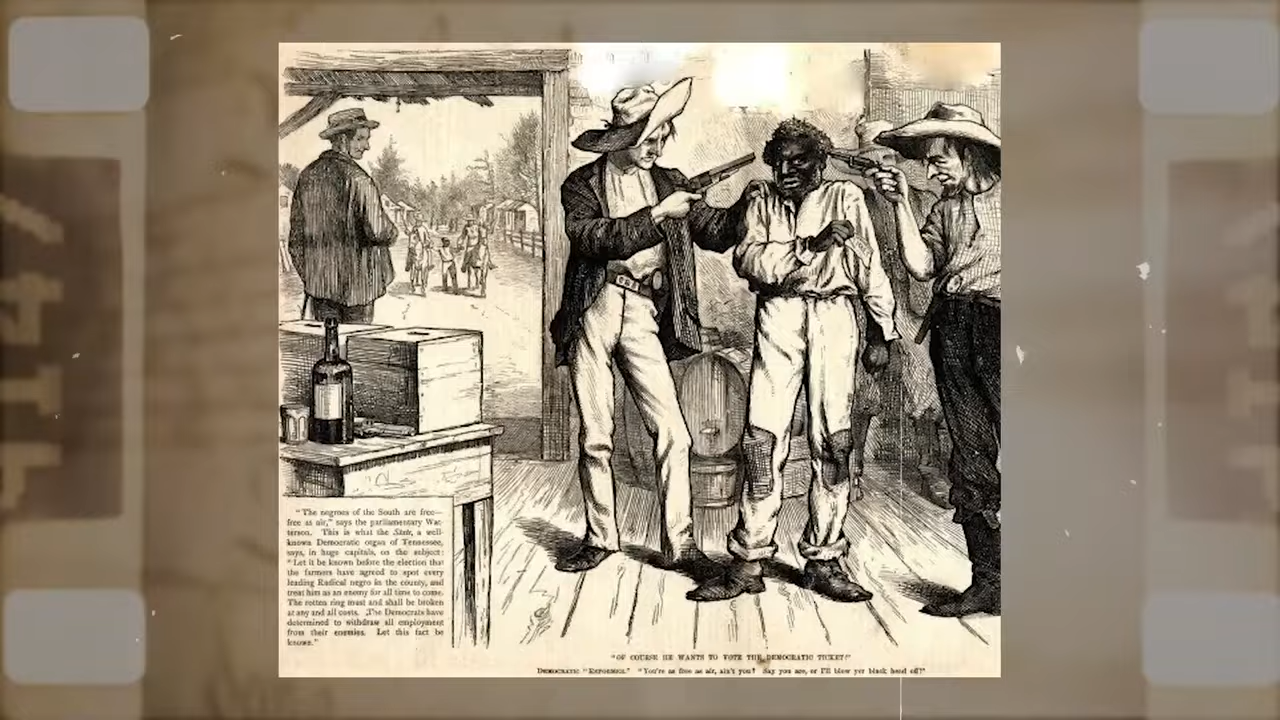 "The negroes of the South are free—
free as air," says the parliamentary Wat-
terson. This is what the State, a well-
known Democratic organ of Tennessee,
says, in huge capitals, on the subject:
"Let it be known before the election that
the farmers have agreed to spot every
leading Radical negro in the county, and
treat him as an enemy for all time to come.
The rotten ring must and shall be broken
at any and all costs. The Democrats have
determined to withdraw all employment
from their enemies. Let this fact be
known."
"OF COURSE HE WANTS TO VOTE THE DEMOCRATIC TICKET!"
DEMOCRATIC "REFORMER." "You're as free as air, ain't you? Say you are, or I'll blow yer black head off!"